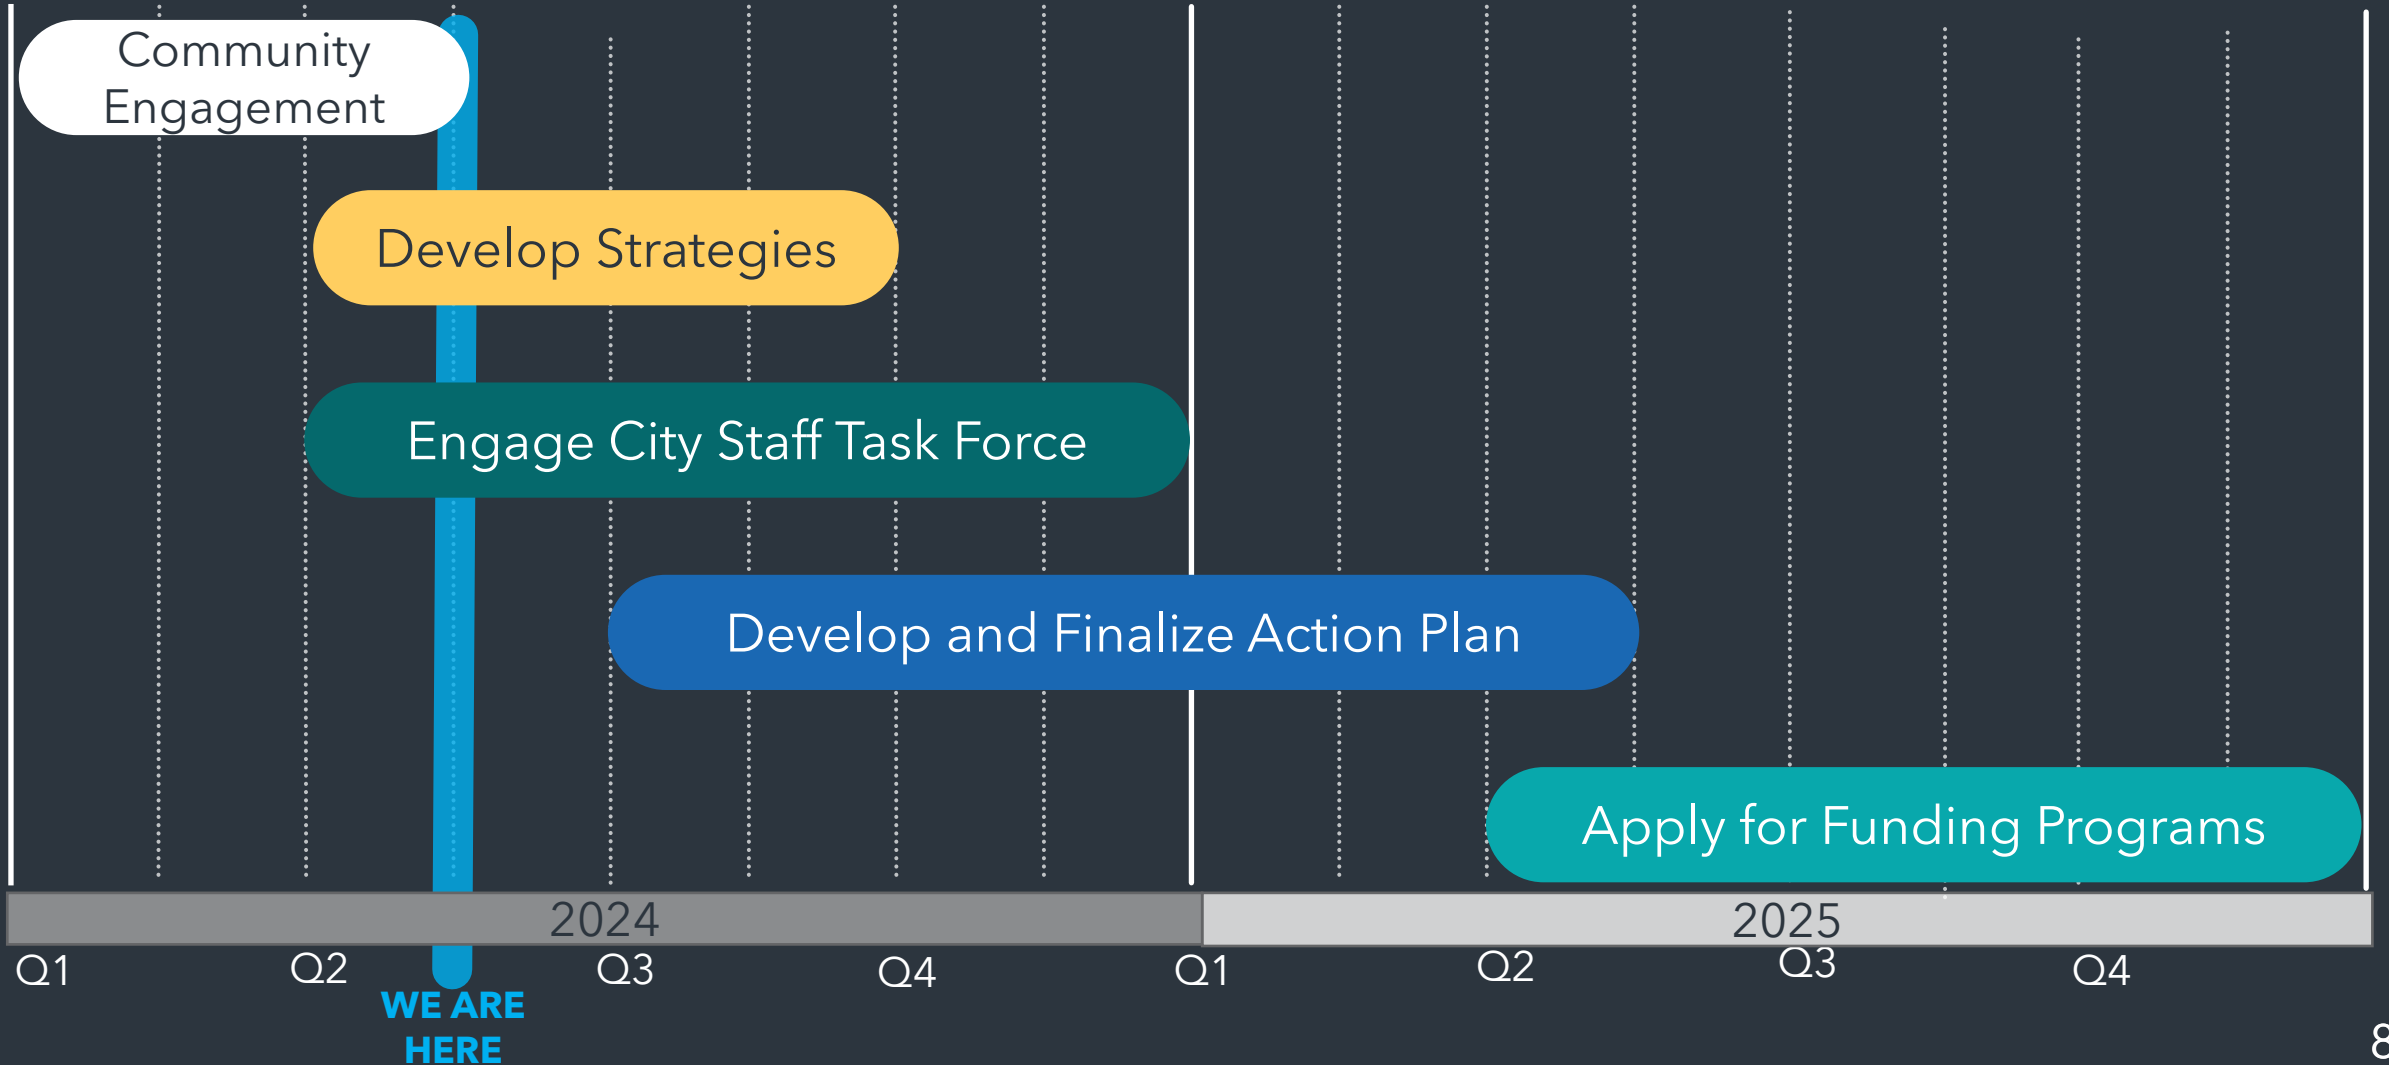 Community
Engagement
Develop Strategies
Engage City Staff Task Force
Develop and Finalize Action Plan
Apply for Funding Programs
2024
2025
Q1
Q2
Q3
Q4
Q1
Q2
Q3
Q4
WE ARE
HERE
8